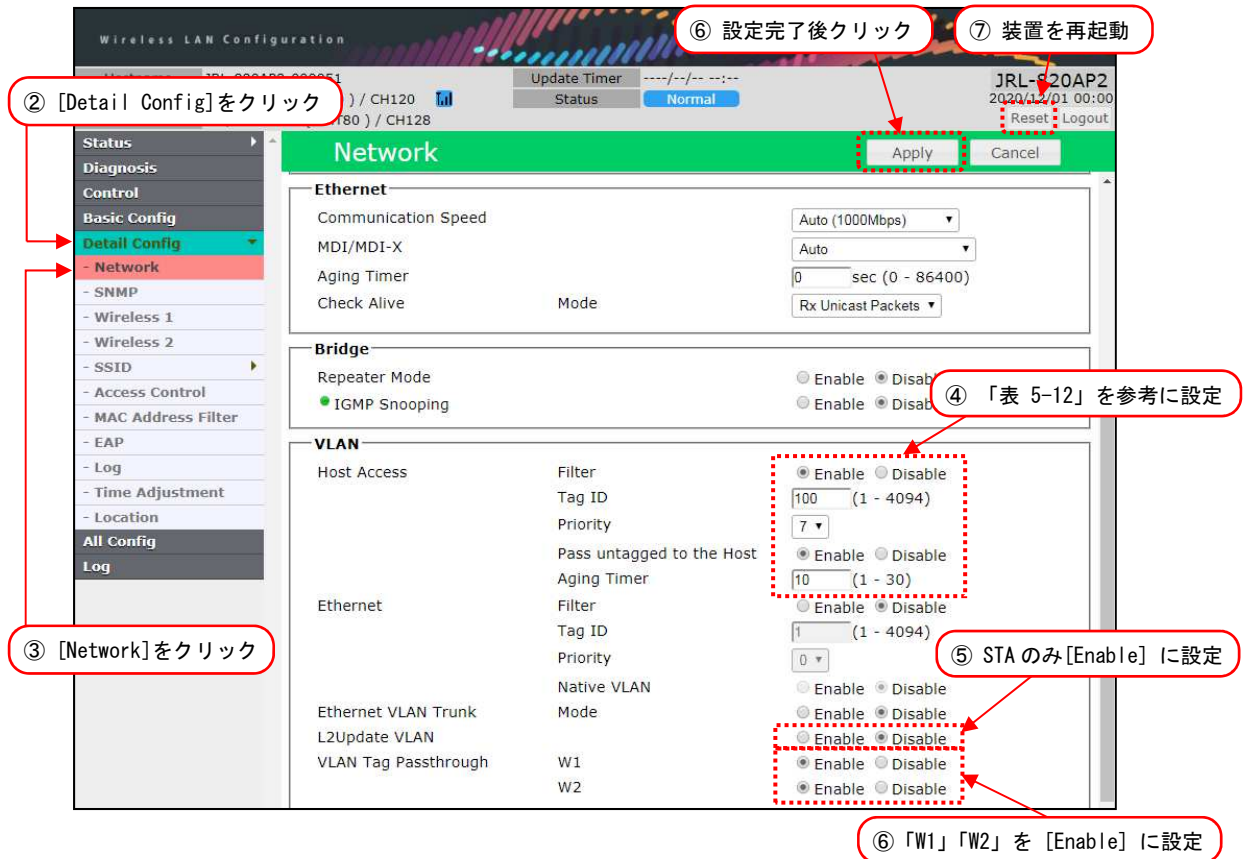 ⑥ 設定完了後クリック
⑦ 装置を再起動
Wireless LAN Configuration
Update Timer ----/--/-- --:--
JRL-820AP2
② [Detail Config]をクリック
) / CH120
Status Normal
2020/12/01 00:00
T80 ) / CH128
Reset Logout
Status
Network
Apply Cancel
Diagnosis
Control
Basic Config
Detail Config
- Network
- SNMP
- Wireless 1
- Wireless 2
- SSID
- Access Control
- MAC Address Filter
- EAP
- Log
- Time Adjustment
- Location
All Config
Log
Ethernet
Communication Speed Auto (1000Mbps)
MDI/MDI-X Auto
Aging Timer 0 sec (0 - 86400)
Check Alive Mode Rx Unicast Packets
Bridge
Repeater Mode Enable Disab
IGMP Snooping Enable Disab
④ 「表 5-12」を参考に設定
VLAN
Host Access Filter Enable Disable
Tag ID 100 (1 - 4094)
Priority 7
Pass untagged to the Host Enable Disable
Aging Timer 10 (1 - 30)
Ethernet Filter Enable Disable
Tag ID 1 (1 - 4094)
③ [Network]をクリック
⑤ STAのみ[Enable] に設定
Priority 0
Native VLAN Enable Disable
Ethernet VLAN Trunk Mode Enable Disable
L2Update VLAN Enable Disable
VLAN Tag Passthrough W1 Enable Disable
W2 Enable Disable
⑥「W1」「W2」を [Enable] に設定